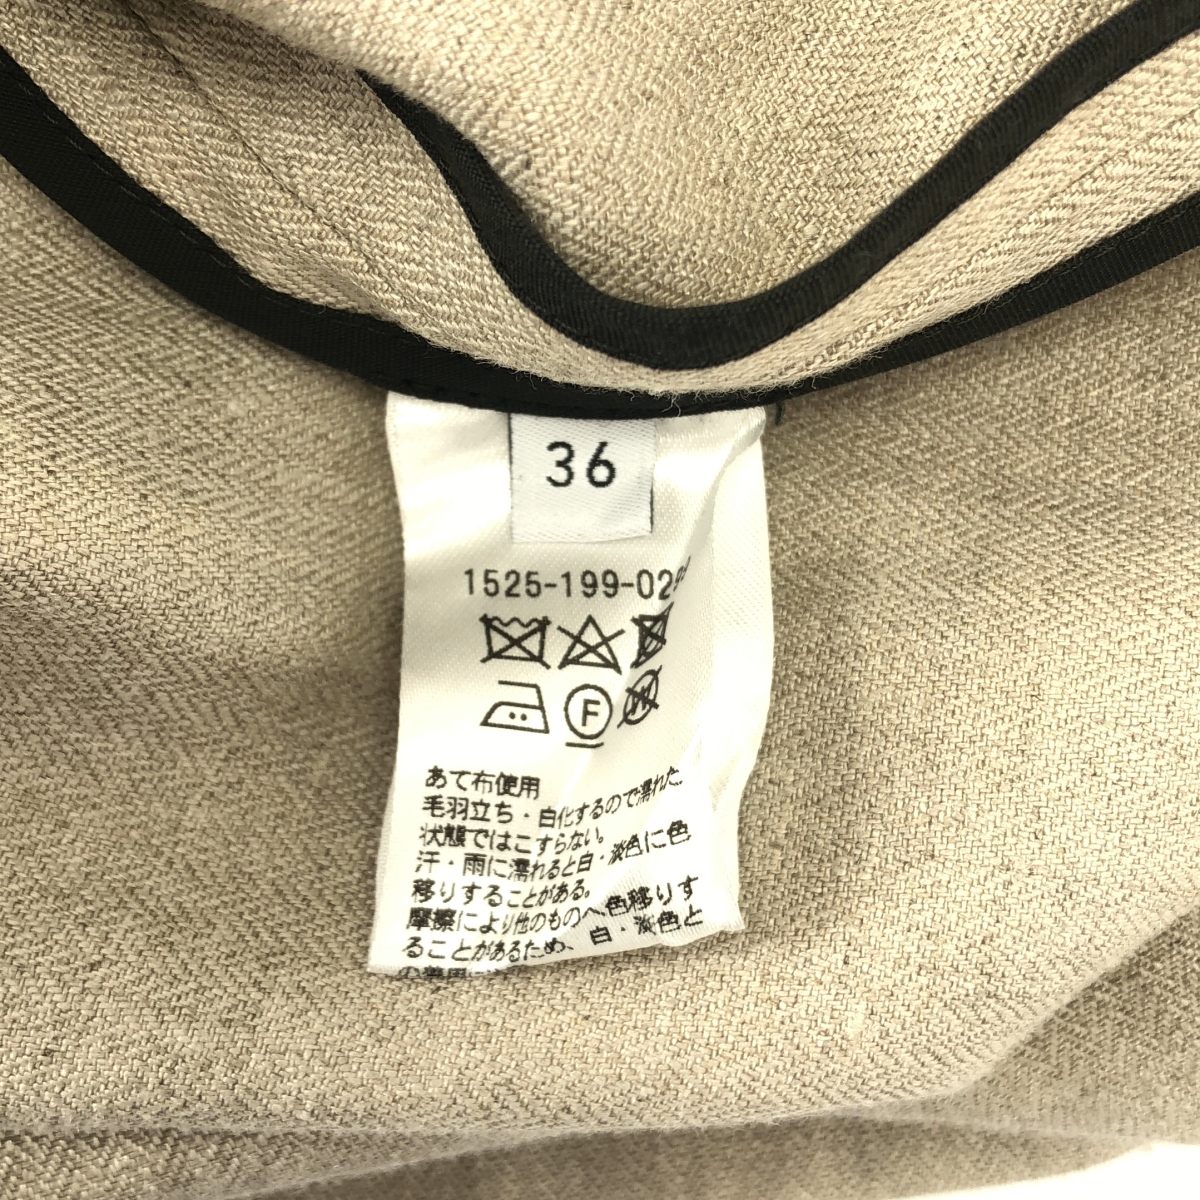 36
1525-199-02
F
W
あて布使用
毛羽立ち・白化するので濡れた
状態ではこすらない。
汗・雨に濡れると白・淡色に色
移りすることがある。
摩擦により他のものへ色移りす
ることがあるため、白・淡色と